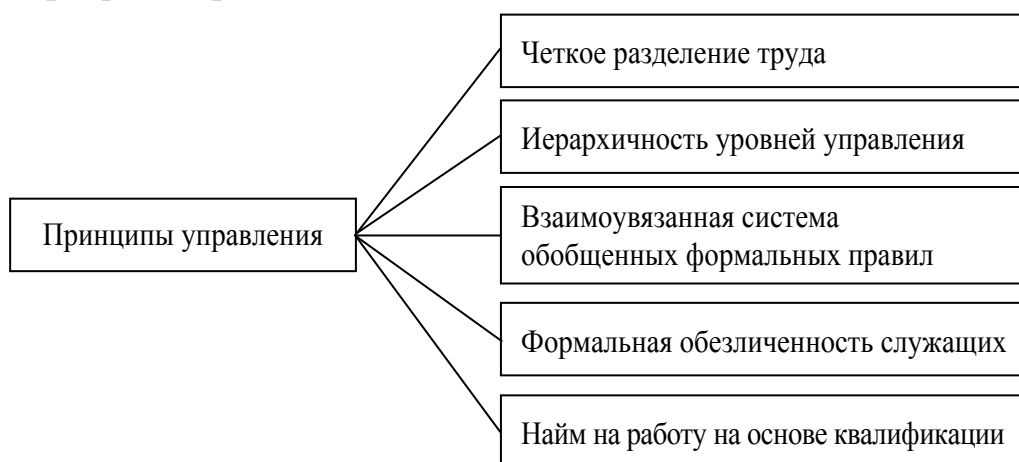 Четкое разделение труда
Иерархичность уровней управления
Принципы управления
Взаимоувязанная система
обобщенных формальных правил
Формальная обезличенность служащих
Найм на работу на основе квалификации